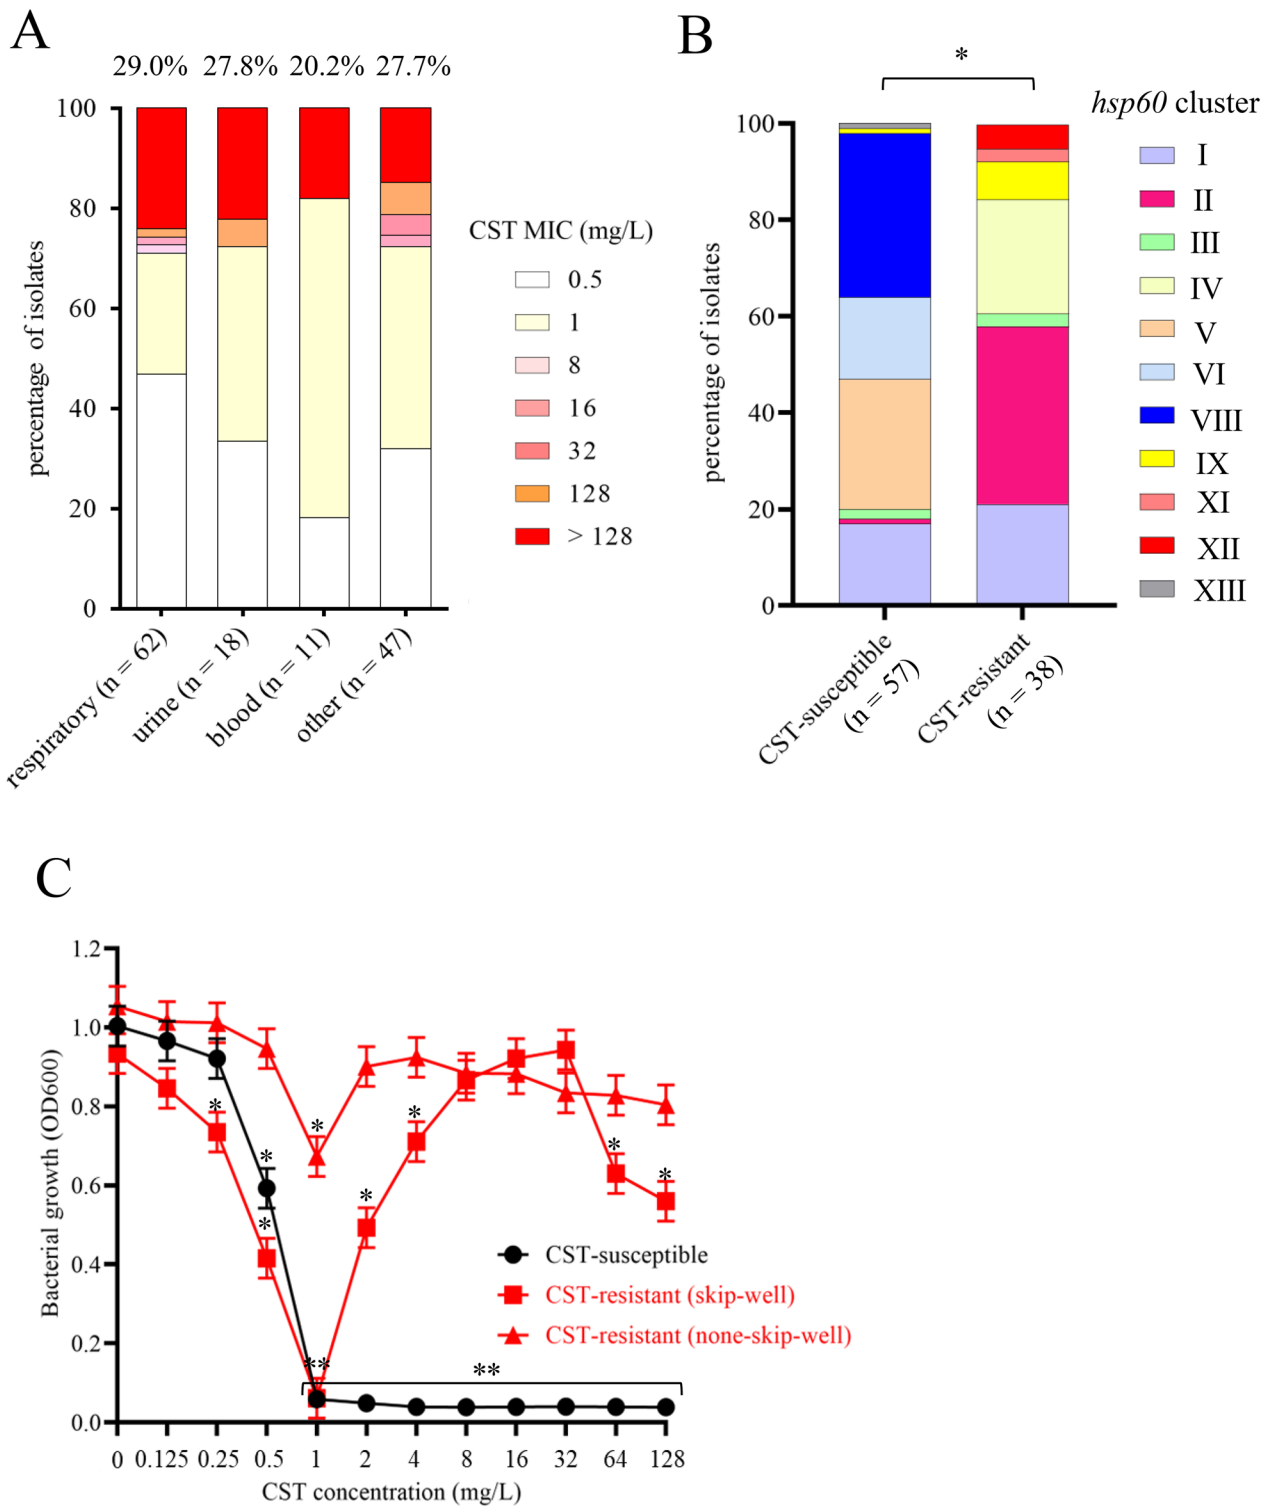 A
29.0% 27.8% 20.2% 27.7%
100
80
60
40
20
0
percentage of isolates
respiratory (n = 62)
urine (n = 18)
blood (n = 11)
other (n = 47)
CST MIC (mg/L)
0.5
1
8
16
32
128
> 128
B
*
100
80
60
40
20
0
percentage of isolates
CST-susceptible
(n = 57)
CST-resistant
(n = 38)
hsp60 cluster
I
II
III
IV
V
VI
VIII
IX
XI
XII
XIII
C
1.2
1.0
0.8
0.6
0.4
0.2
0.0
Bacterial growth (OD600)
*
*
*
*
**
*
*
**
*
*
CST-susceptible
CST-resistant (skip-well)
CST-resistant (none-skip-well)
0 0.125 0.25 0.5 1 2 4 8 16 32 64 128
CST concentration (mg/L)